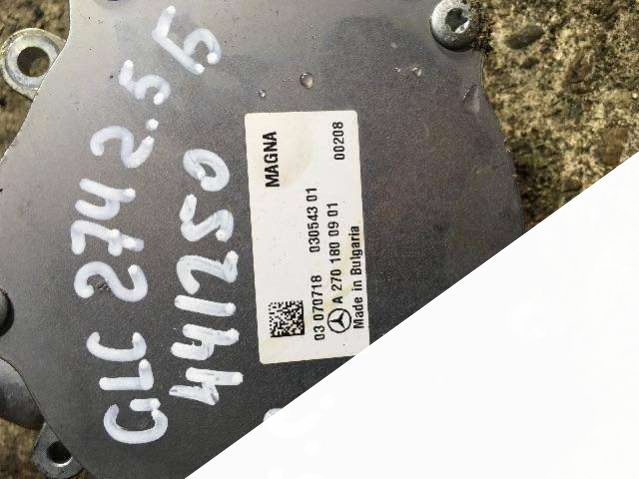 GLC 274 2.5 Б
441250
MAGNA
030543 01 00208
03 070718
A 270 180 09 01
Made in Bulgaria